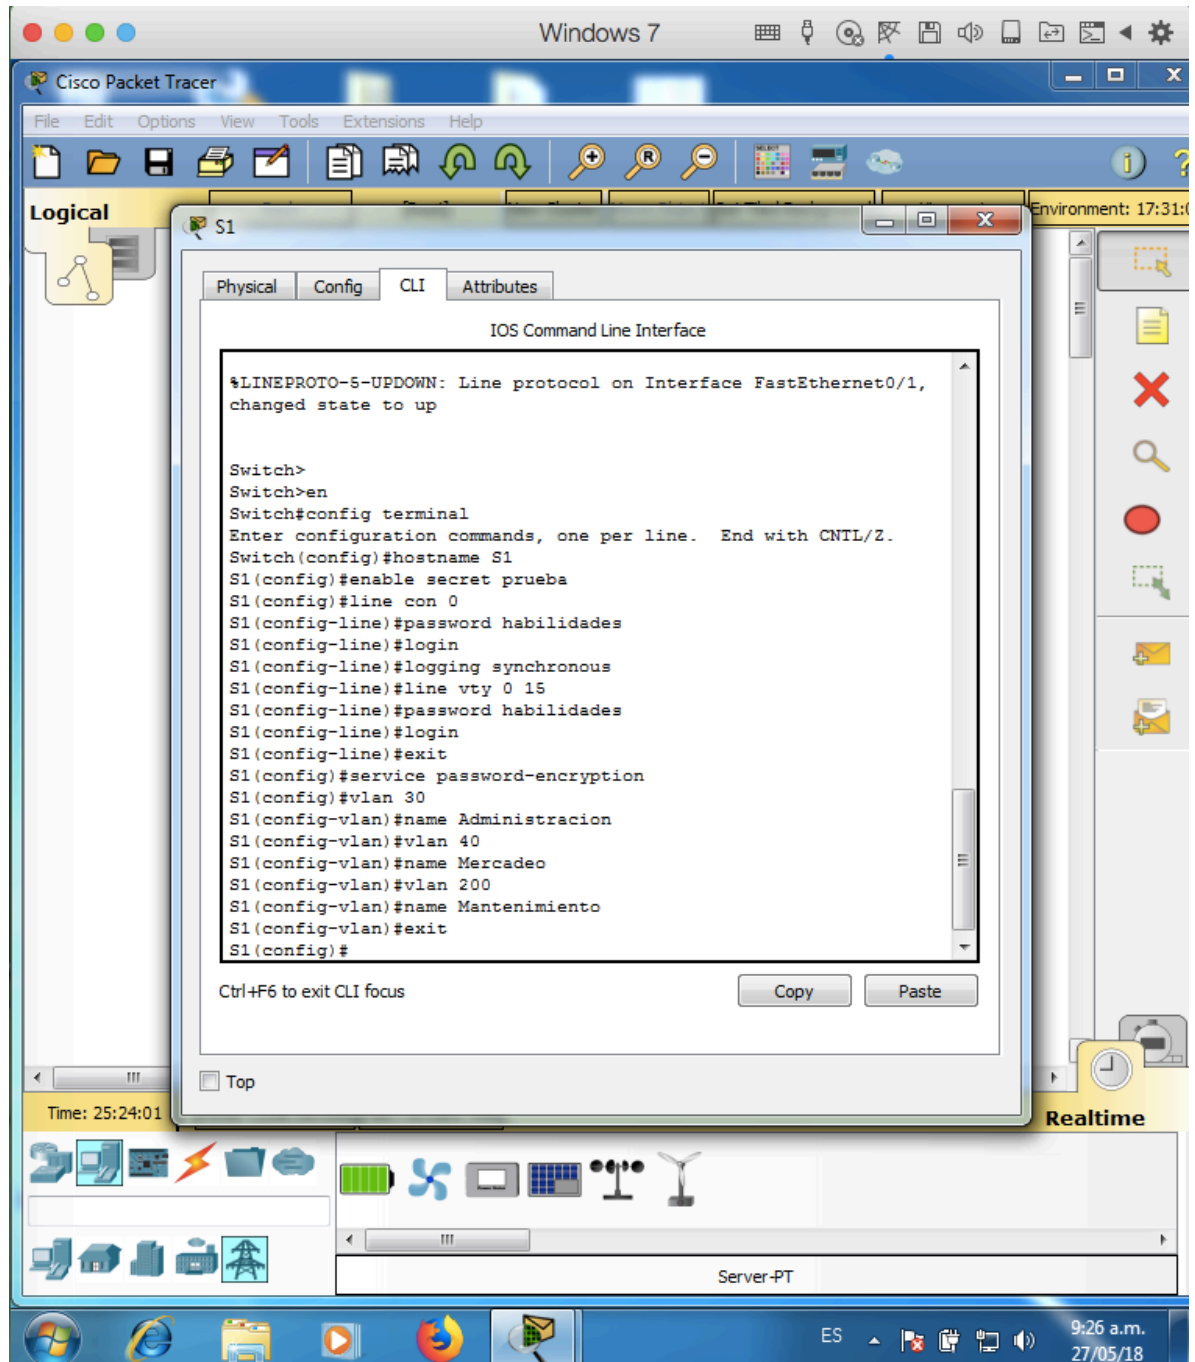 Windows 7
Cisco Packet Tracer
File Edit Options View Tools Extensions Help
Logical
Environment: 17:31:0
S1
Physical Config CLI Attributes
IOS Command Line Interface
%LINEPROTO-5-UPDOWN: Line protocol on Interface FastEthernet0/1,
changed state to up
Switch>
Switch>en
Switch#config terminal
Enter configuration commands, one per line.  End with CNTL/Z.
Switch(config)#hostname S1
S1(config)#enable secret prueba
S1(config)#line con 0
S1(config-line)#password habilidades
S1(config-line)#login
S1(config-line)#logging synchronous
S1(config-line)#line vty 0 15
S1(config-line)#password habilidades
S1(config-line)#login
S1(config-line)#exit
S1(config)#service password-encryption
S1(config)#vlan 30
S1(config-vlan)#name Administracion
S1(config-vlan)#vlan 40
S1(config-vlan)#name Mercadeo
S1(config-vlan)#vlan 200
S1(config-vlan)#name Mantenimiento
S1(config-vlan)#exit
S1(config)#
Ctrl+F6 to exit CLI focus
Copy
Paste
Top
Time: 25:24:01
Realtime
Server-PT
ES
9:26 a.m.
27/05/18